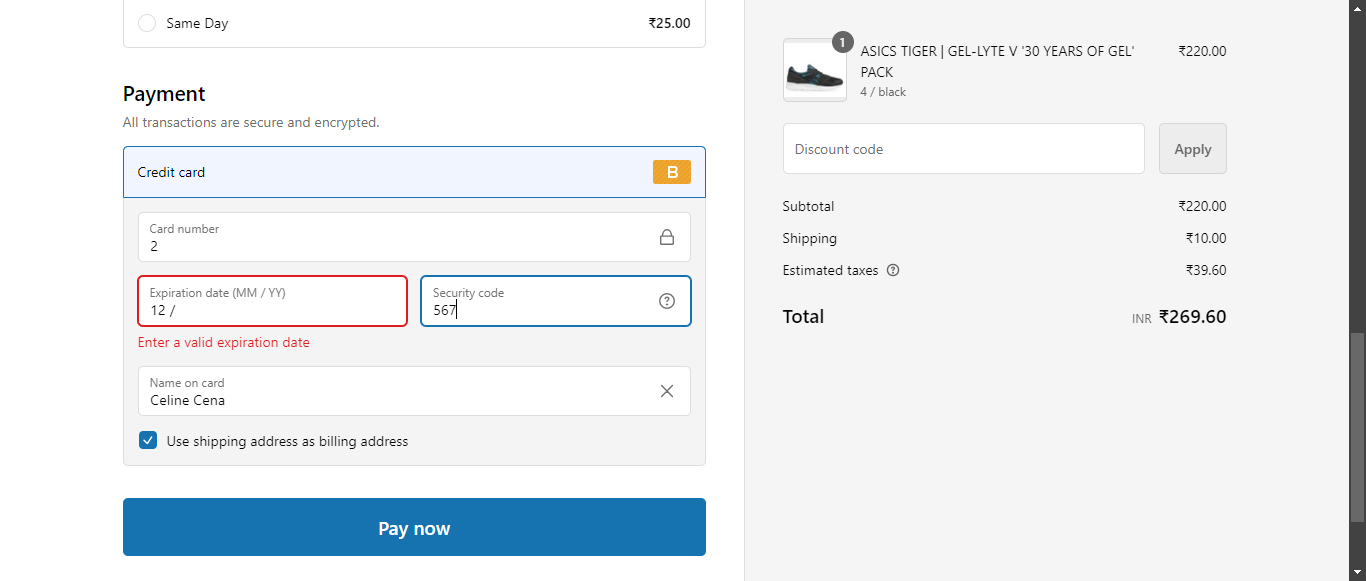 Same Day ₹25.00
Payment
All transactions are secure and encrypted.
Credit card B
Card number
2
Expiration date (MM / YY)
12 /
Security code
567
Enter a valid expiration date
Name on card
Celine Cena
Use shipping address as billing address
Pay now
1
ASICS TIGER | GEL-LYTE V '30 YEARS OF GEL' ₹220.00
PACK
4 / black
Discount code
Apply
Subtotal ₹220.00
Shipping ₹10.00
Estimated taxes ₹39.60
Total INR ₹269.60